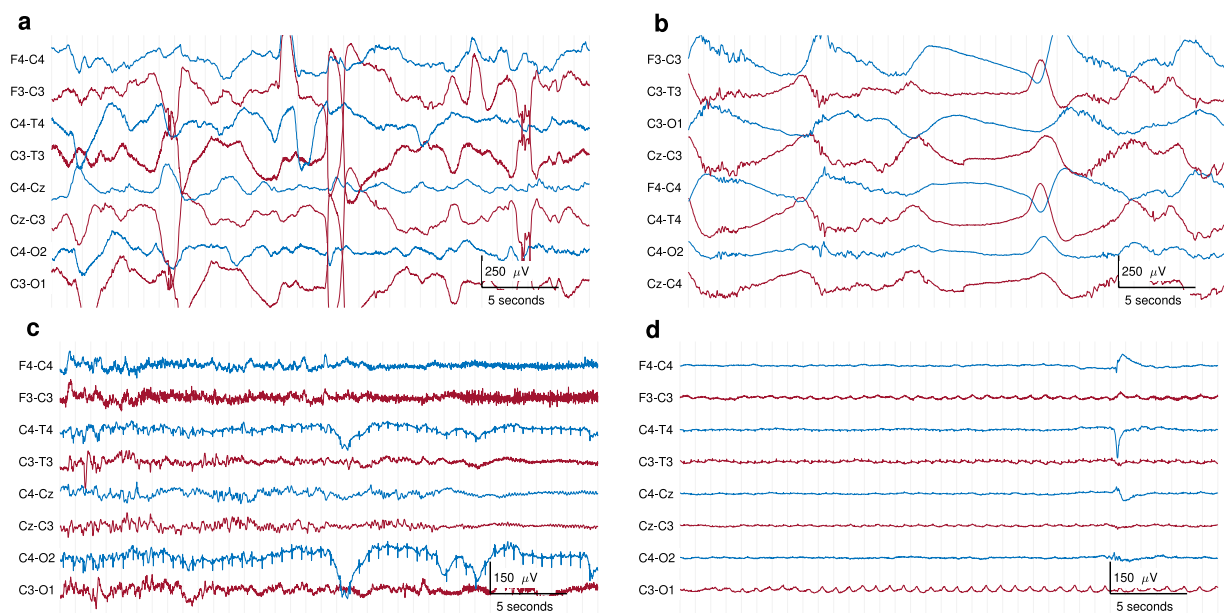 a
F4-C4
F3-C3
C4-T4
C3-T3
C4-Cz
Cz-C3
C4-O2
C3-O1
250 μV
5 seconds
b
F3-C3
C3-T3
C3-O1
Cz-C3
F4-C4
C4-T4
C4-O2
Cz-C4
250 μV
5 seconds
c
F4-C4
F3-C3
C4-T4
C3-T3
C4-Cz
Cz-C3
C4-O2
C3-O1
150 μV
5 seconds
d
F4-C4
F3-C3
C4-T4
C3-T3
C4-Cz
Cz-C3
C4-O2
C3-O1
150 μV
5 seconds